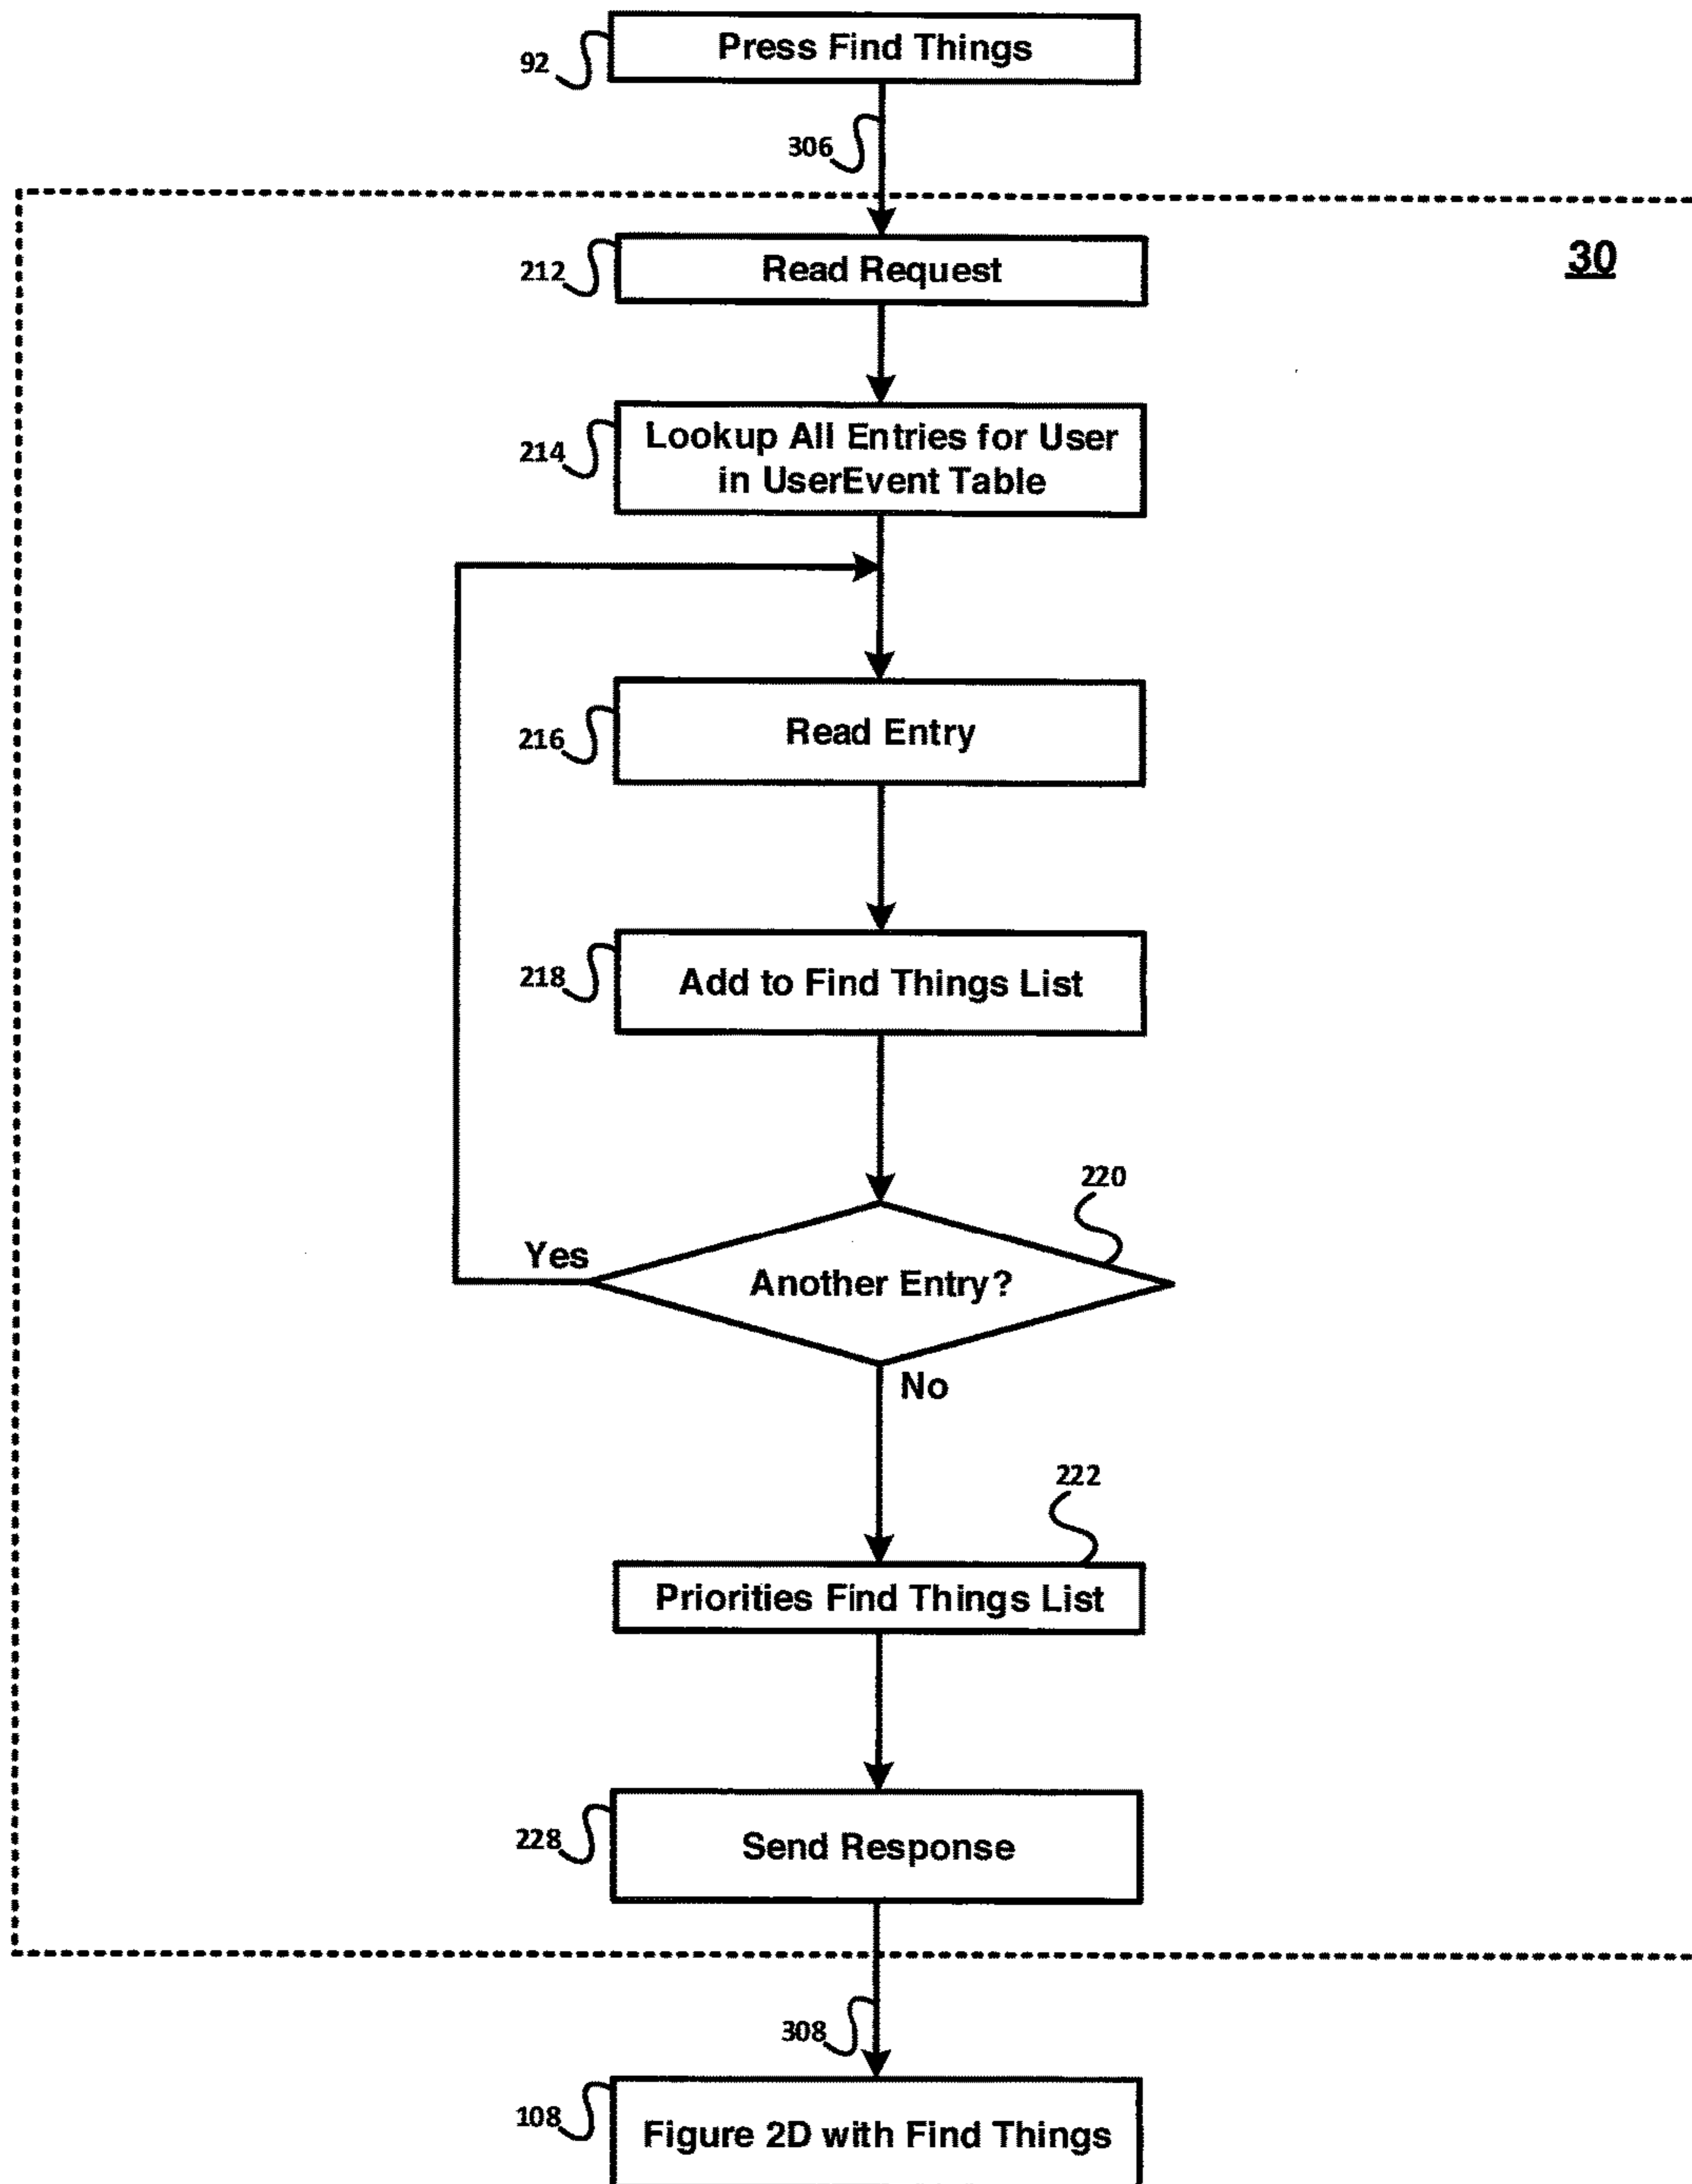 Press Find Things
92
306
30
Read Request
212
Lookup All Entries for User
in UserEvent Table
214
Read Entry
216
Add to Find Things List
218
220
Yes
Another Entry?
No
222
Priorities Find Things List
Send Response
228
308
Figure 2D with Find Things
108